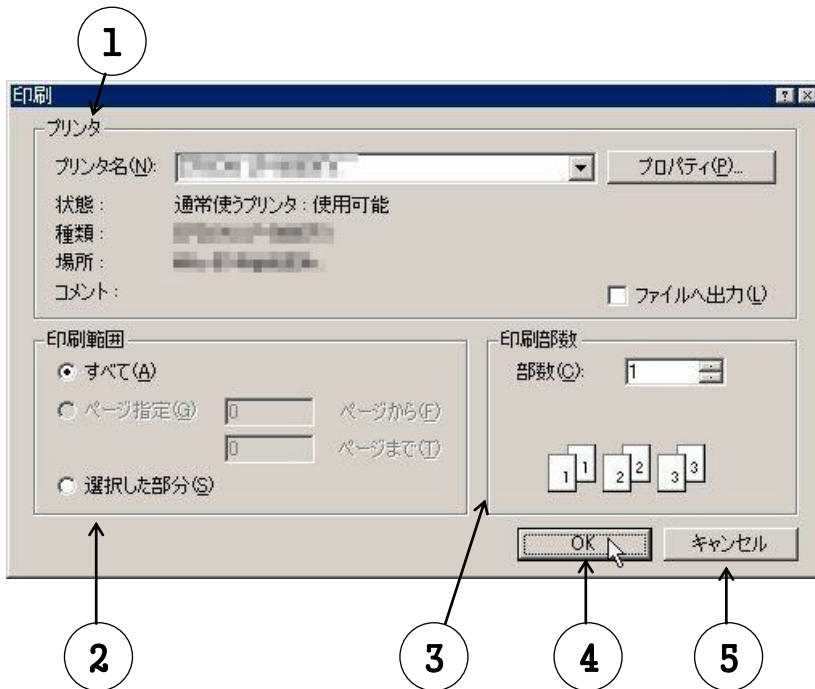 1
印刷
プリンタ
プリンタ名(N):
プロパティ(P)...
状態:
通常使うプリンタ:使用可能
種類:
場所:
コメント:
ファイルへ出力(L)
印刷範囲
すべて(A)
ページ指定(G)
0
ページから(F)
0
ページまで(T)
選択した部分(S)
印刷部数
部数(C):
1
1 1 2 2 3 3
OK
キャンセル
2
3
4
5